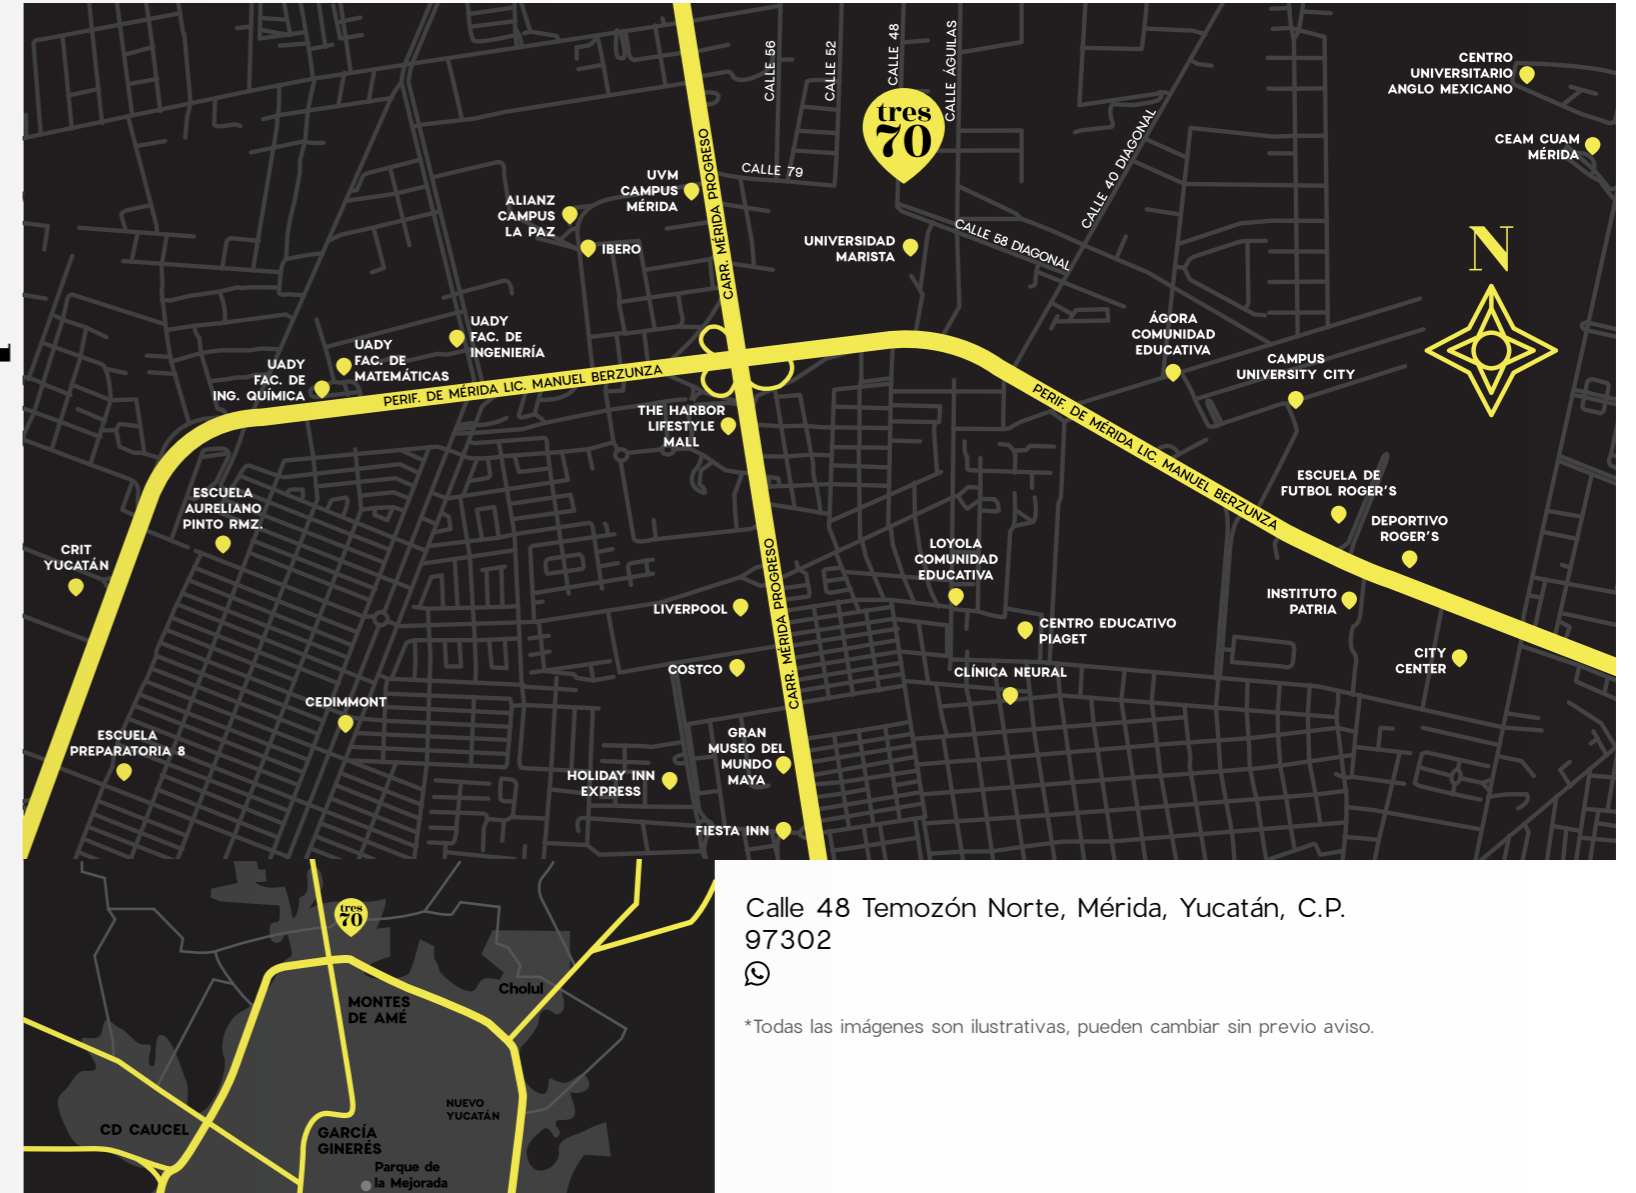 CALLE 56
CALLE 52
CALLE 48
CALLE ÁGUILAS
tres
70
CENTRO
UNIVERSITARIO
ANGLO MEXICANO
CEAM CUAM
MÉRIDA
CALLE 79
CARR. MÉRIDA PROGRESO
CALLE 40 DIAGONAL
CALLE 58 DIAGONAL
UVM
CAMPUS
MÉRIDA
ALIANZ
CAMPUS
LA PAZ
IBERO
UNIVERSIDAD
MARISTA
N
UADY
FAC. DE
INGENIERÍA
UADY
FAC. DE
MATEMÁTICAS
UADY
FAC. DE
ING. QUÍMICA
PERIF. DE MÉRIDA LIC. MANUEL BERZUNZA
ÁGORA
COMUNIDAD
EDUCATIVA
CAMPUS
UNIVERSITY CITY
THE HARBOR
LIFESTYLE
MALL
PERIF. DE MÉRIDA LIC. MANUEL BERZUNZA
ESCUELA
AURELIANO
PINTO RMZ.
ESCUELA DE
FUTBOL ROGER'S
DEPORTIVO
ROGER'S
CRIT
YUCATÁN
LOYOLA
COMUNIDAD
EDUCATIVA
CARR. MÉRIDA PROGRESO
LIVERPOOL
INSTITUTO
PATRIA
CENTRO EDUCATIVO
PIAGET
COSTCO
CLÍNICA NEURAL
CITY
CENTER
CEDIMMONT
ESCUELA
PREPARATORIA 8
GRAN
MUSEO DEL
MUNDO
MAYA
HOLIDAY INN
EXPRESS
FIESTA INN
tres
70
MONTES
DE AMÉ
Cholul
NUEVO
YUCATÁN
CD CAUCEL
GARCÍA
GINERÉS
Parque de
la Mejorada
Calle 48 Temozón Norte, Mérida, Yucatán, C.P.
97302
*Todas las imágenes son ilustrativas, pueden cambiar sin previo aviso.